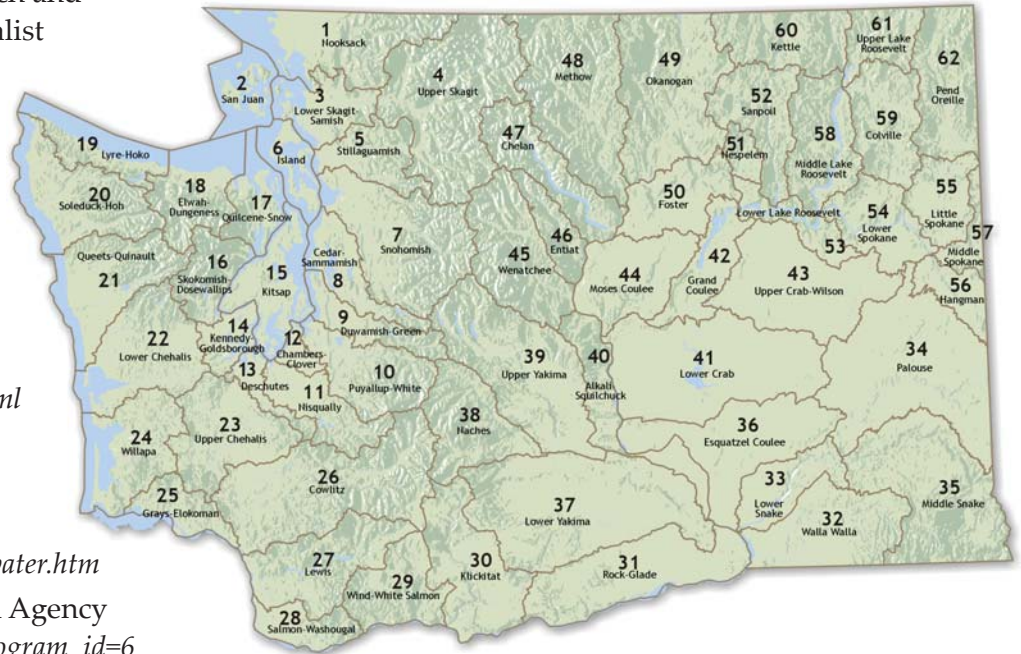 and
1
Nooksack
2
San Juan
3
Lower Skagit-
Samish
4
Upper Skagit
5
Stillaguamish
6
Island
7
Snohomish
Cedar-
Sammamish
8
9
Duwamish-Green
10
Puyallup-White
11
Nisqually
12
Chambers-
Clover
13
Deschutes
14
Kennedy-
Goldsborough
15
Kitsap
16
Skokomish-
Dosewallips
17
Quilcene-Snow
18
Elwah-
Dungeness
19
Lyre-Hoko
20
Soleduck-Hoh
Queets-Quinault
21
22
Lower Chehalis
23
Upper Chehalis
24
Willapa
25
Grays-Elokoman
26
Cowlitz
27
Lewis
28
Salmon-Washougal
29
Wind-White Salmon
30
Klickitat
31
Rock-Glade
32
Walla Walla
33
Lower
Snake
34
Palouse
35
Middle Snake
36
Esquatzel Coulee
37
Lower Yakima
38
Naches
39
Upper Yakima
40
Alkali
Squilchuck
41
Lower Crab
42
Grand
Coulee
43
Upper Crab-Wilson
44
Moses Coulee
45
Wenatchee
46
Entiat
47
Chelan
48
Methow
49
Okanogan
50
Foster
51
Nespelem
52
Sanpoil
Lower Lake Roosevelt
53
54
Lower
Spokane
55
Little
Spokane
56
Hangman
57
Middle
Spokane
58
Middle Lake
Roosevelt
59
Colville
60
Kettle
61
Upper Lake
Roosevelt
62
Pend
Oreille
ater.htm
Agency
ogram_id=6